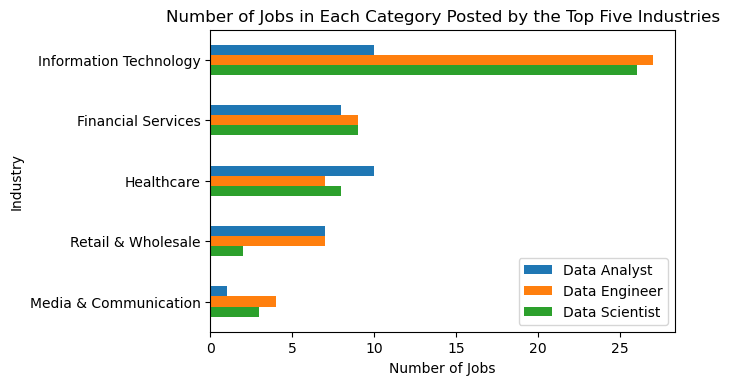 Number of Jobs in Each Category Posted by the Top Five Industries
Industry
Information Technology
Financial Services
Healthcare
Retail & Wholesale
Media & Communication
Data Analyst
Data Engineer
Data Scientist
0 5 10 15 20 25
Number of Jobs